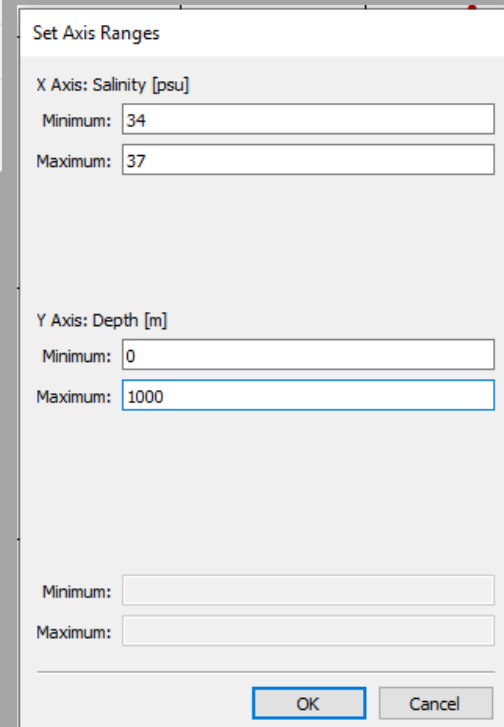 Set Axis Ranges
X Axis: Salinity [psu]
Minimum: 34
Maximum: 37
Y Axis: Depth [m]
Minimum: 0
Maximum: 1000
Minimum:
Maximum:
OK Cancel